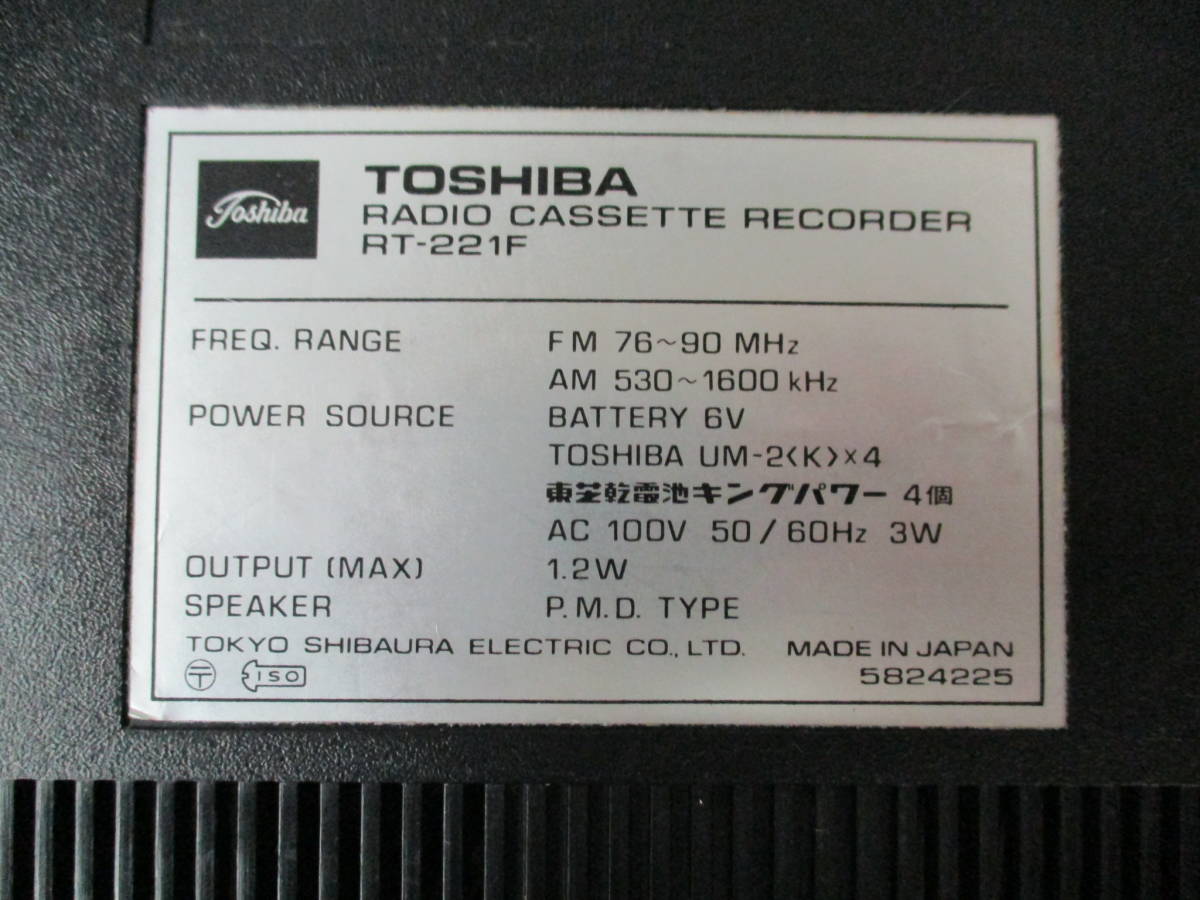 Toshiba
TOSHIBA
RADIO CASSETTE RECORDER
RT-221F
FREQ. RANGE FM 76~90 MHz
AM 530~1600 kHz
POWER SOURCE BATTERY 6V
TOSHIBA UM-2〈K〉×4
東芝乾電池キングパワー 4個
AC 100V 50/60Hz 3W
OUTPUT (MAX) 1.2W
SPEAKER P.M.D. TYPE
TOKYO SHIBAURA ELECTRIC CO., LTD. MADE IN JAPAN
〒 ISO 5824225